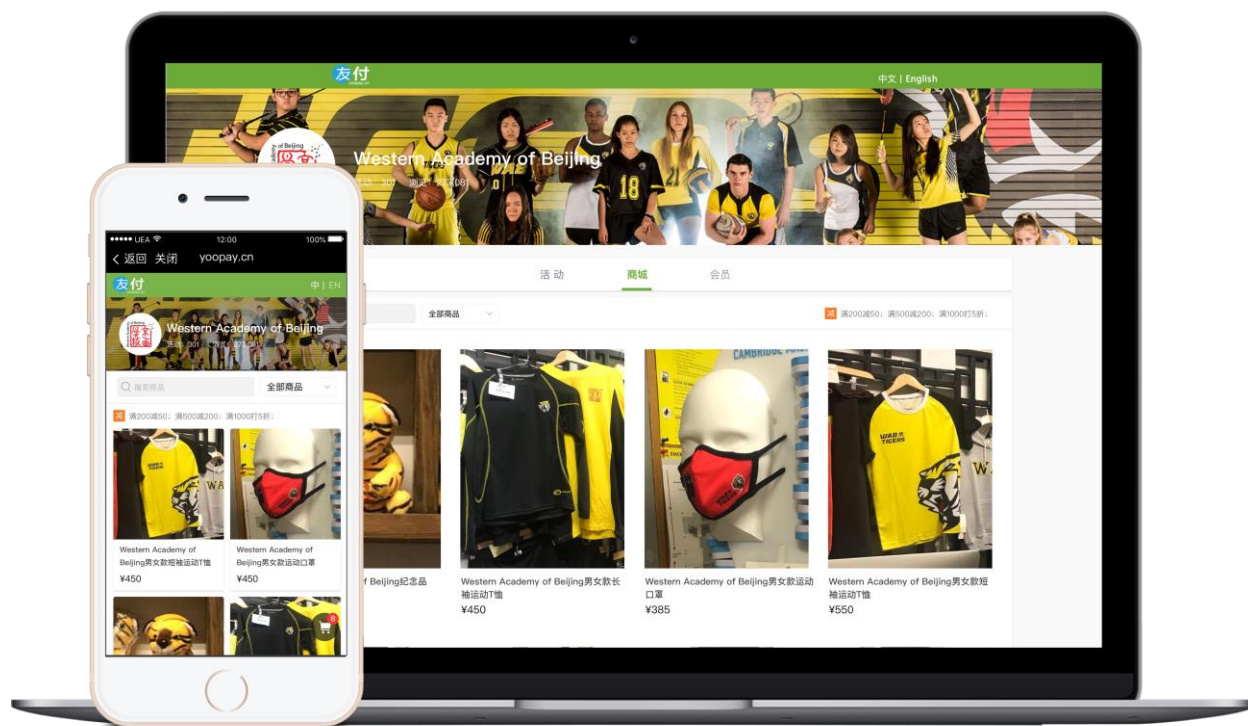 友付
中文 | English
Western Academy of Beijing
活动 商城 会员
全部商品
减 满200减50; 满500减200; 满1000打5折;
CAMBRIDGE
WAS TIGERS
18
f Beijing纪念品
Western Academy of Beijing男女款长
袖运动T恤
¥450
Western Academy of Beijing男女款运动
口罩
¥385
Western Academy of Beijing男女款短
袖运动T恤
¥550
UEA
12:00
100%
返回 关闭 yoopay.cn
友付
中 | EN
Western Academy of Beijing
搜索商品
全部商品
减 满200减50; 满500减200; 满1000打5折;
WAS TIGERS
Western Academy of
Beijing男女款短袖运动T恤
¥450
Western Academy of
Beijing男女款运动口罩
¥450
8